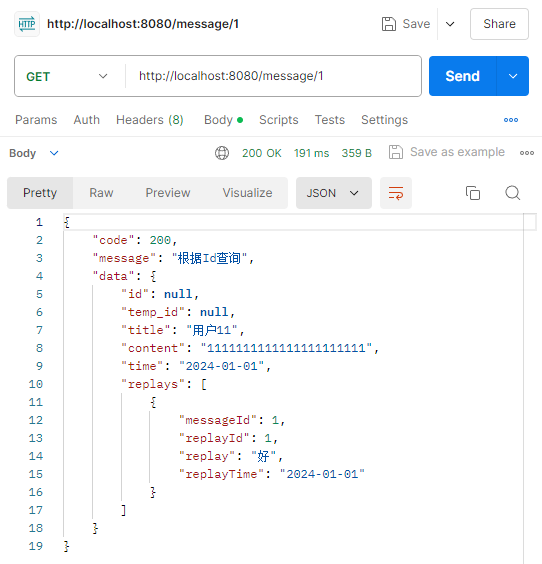 HTTP http://localhost:8080/message/1 Save Share
GET http://localhost:8080/message/1 Send
Params Auth Headers (8) Body Scripts Tests Settings
Body 200 OK 191 ms 359 B Save as example
Pretty Raw Preview Visualize JSON
1 {
2 "code": 200,
3 "message": "根据Id查询",
4 "data": {
5 "id": null,
6 "temp_id": null,
7 "title": "用户11",
8 "content": "1111111111111111111111",
9 "time": "2024-01-01",
10 "replays": [
11 {
12 "messageId": 1,
13 "replayId": 1,
14 "replay": "好",
15 "replayTime": "2024-01-01"
16 }
17 ]
18 }
19 }